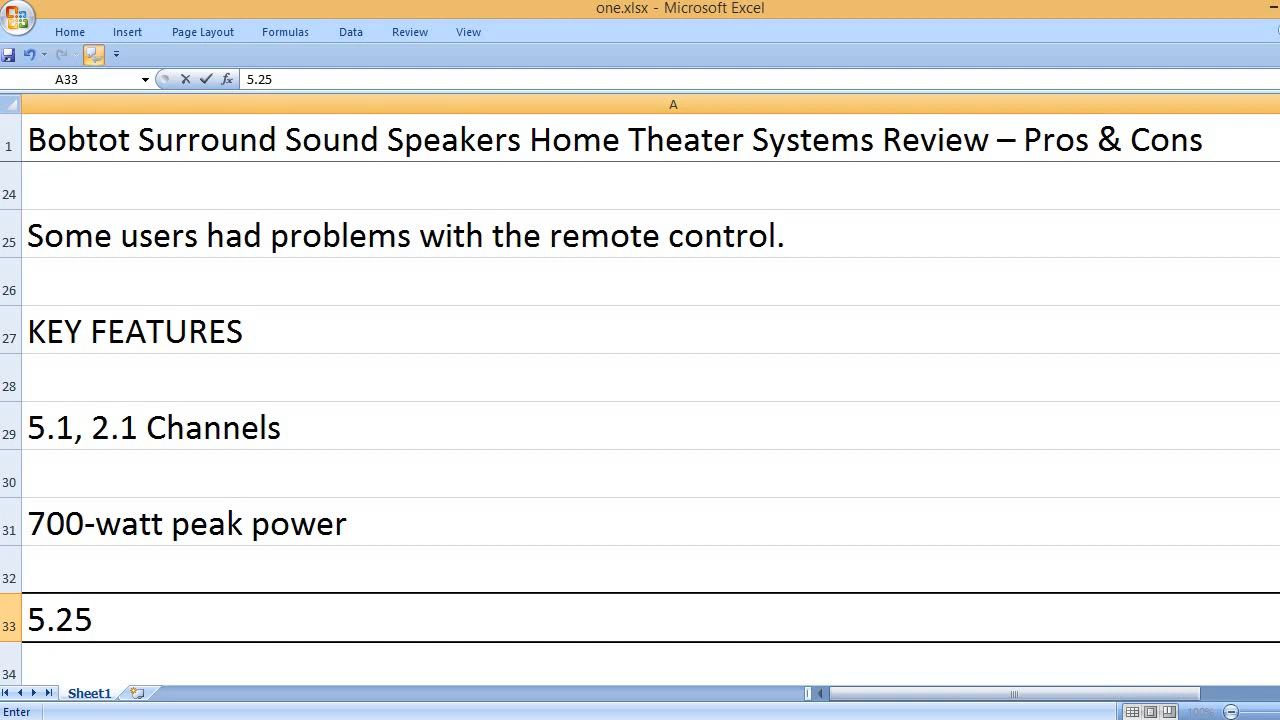 one.xlsx - Microsoft Excel
Home Insert Page Layout Formulas Data Review View
A33 fx 5.25
A
1 Bobtot Surround Sound Speakers Home Theater Systems Review – Pros & Cons
24
25 Some users had problems with the remote control.
26
27 KEY FEATURES
28
29 5.1, 2.1 Channels
30
31 700-watt peak power
32
33 5.25
34
Sheet1
Enter 100%